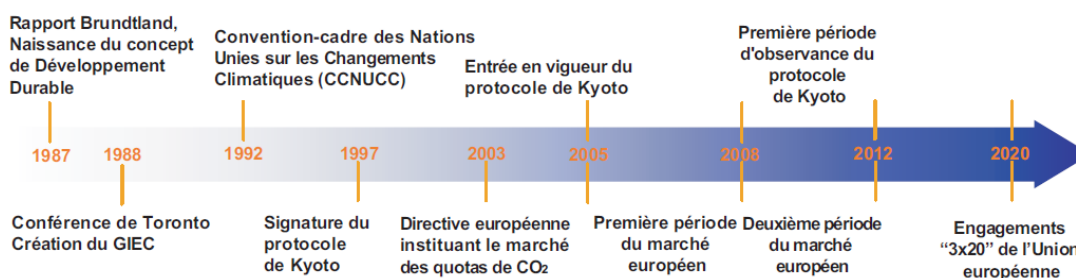 Rapport Brundtland,
Naissance du concept
de Développement
Durable
Convention-cadre des Nations
Unies sur les Changements
Climatiques (CCNUCC)
Entrée en vigueur du
protocole de Kyoto
Première période
d'observance du
protocole
de Kyoto
1987
1988
1992
1997
2003
2005
2008
2012
2020
Conférence de Toronto
Création du GIEC
Signature du
protocole
de Kyoto
Directive européenne
instituant le marché
des quotas de CO₂
Première période
du marché
européen
Deuxième période
du marché
européen
Engagements
“3x20” de l’Union
européenne